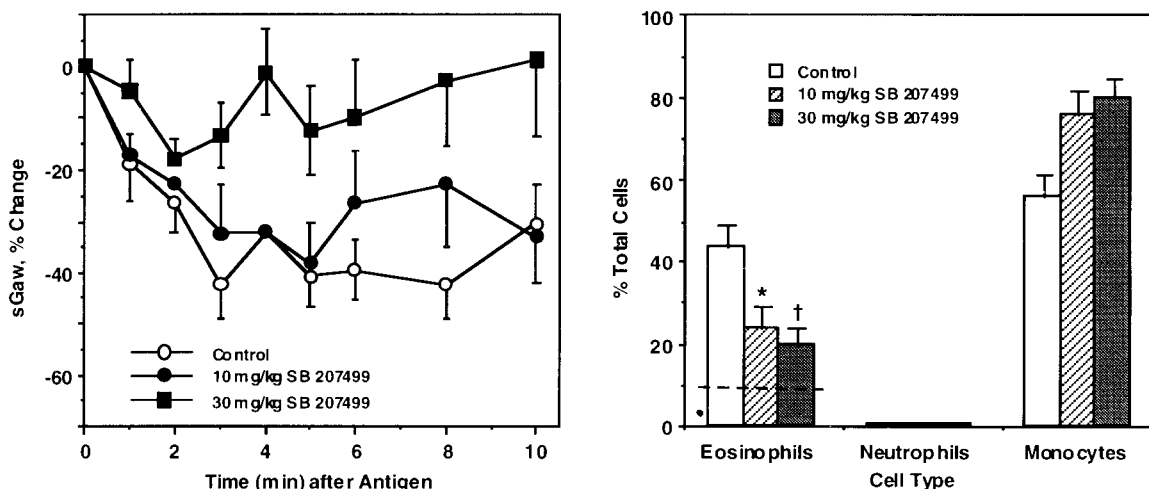 0
-20
-40
-60
sGaw, % Change
Control
10 mg/kg SB 207499
30 mg/kg SB 207499
0 2 4 6 8 10
Time (min) after Antigen
100
80
60
40
20
0
% Total Cells
Control
10 mg/kg SB 207499
30 mg/kg SB 207499
* †
Eosinophils Neutrophils Monocytes
Cell Type